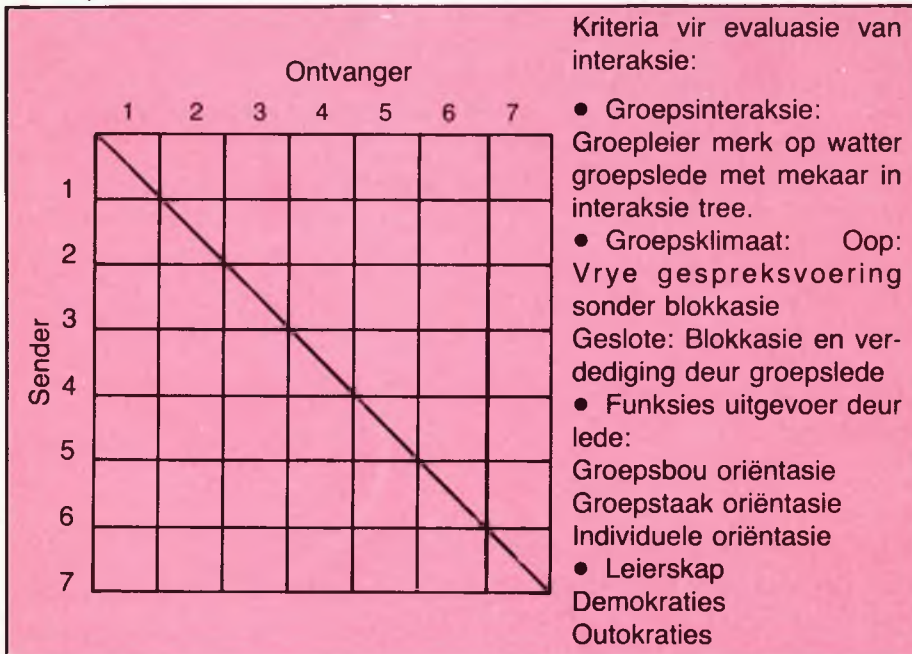 Ontvanger
1 2 3 4 5 6 7
Sender
1
2
3
4
5
6
7
Kriteria vir evaluasie van
interaksie:
● Groepsinteraksie:
Groepleier merk op watter
groepslede met mekaar in
interaksie tree.
● Groepsklimaat: Oop:
Vrye gespreksvoering
sonder blokkasie
Geslote: Blokkasie en ver-
dediging deur groepslede
● Funksies uitgevoer deur
lede:
Groepsbou oriëntasie
Groepstaak oriëntasie
Individuele oriëntasie
● Leierskap
Demokraties
Outokraties